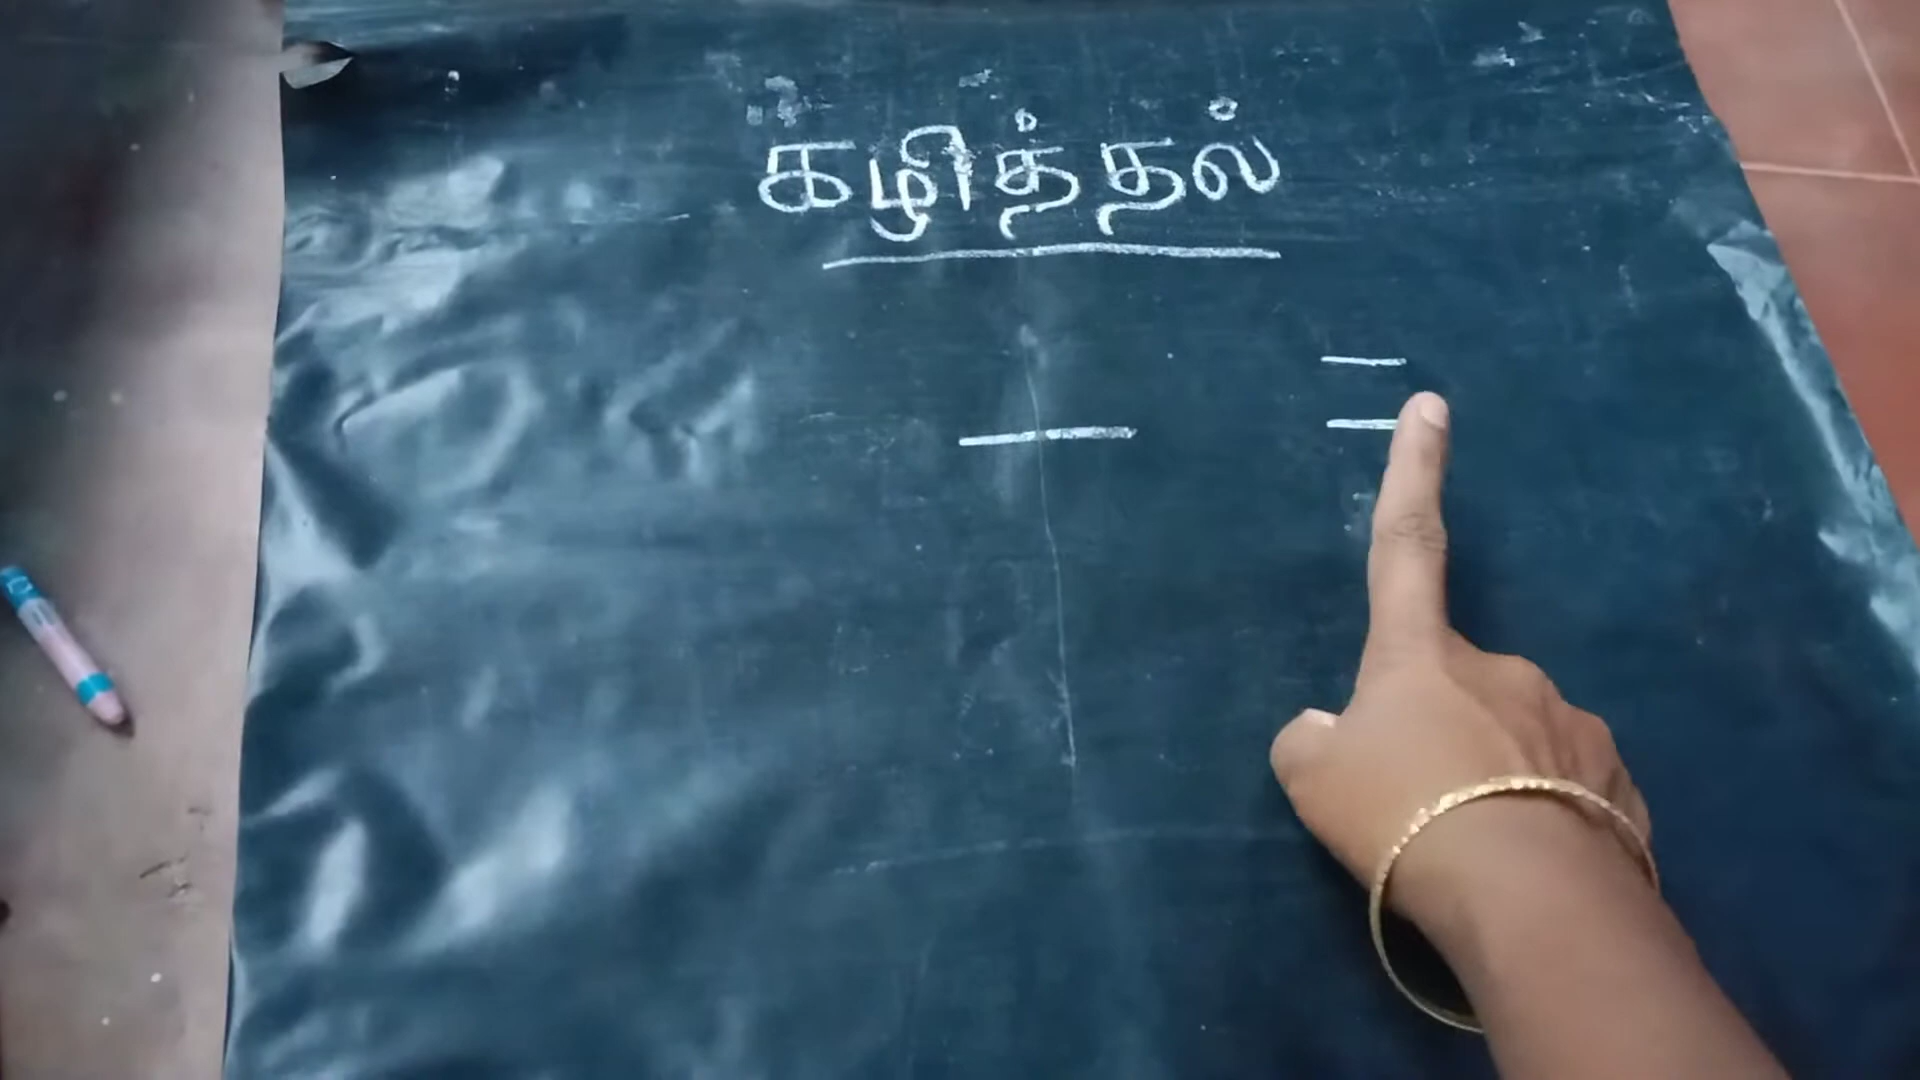 கழித்தல்
— =